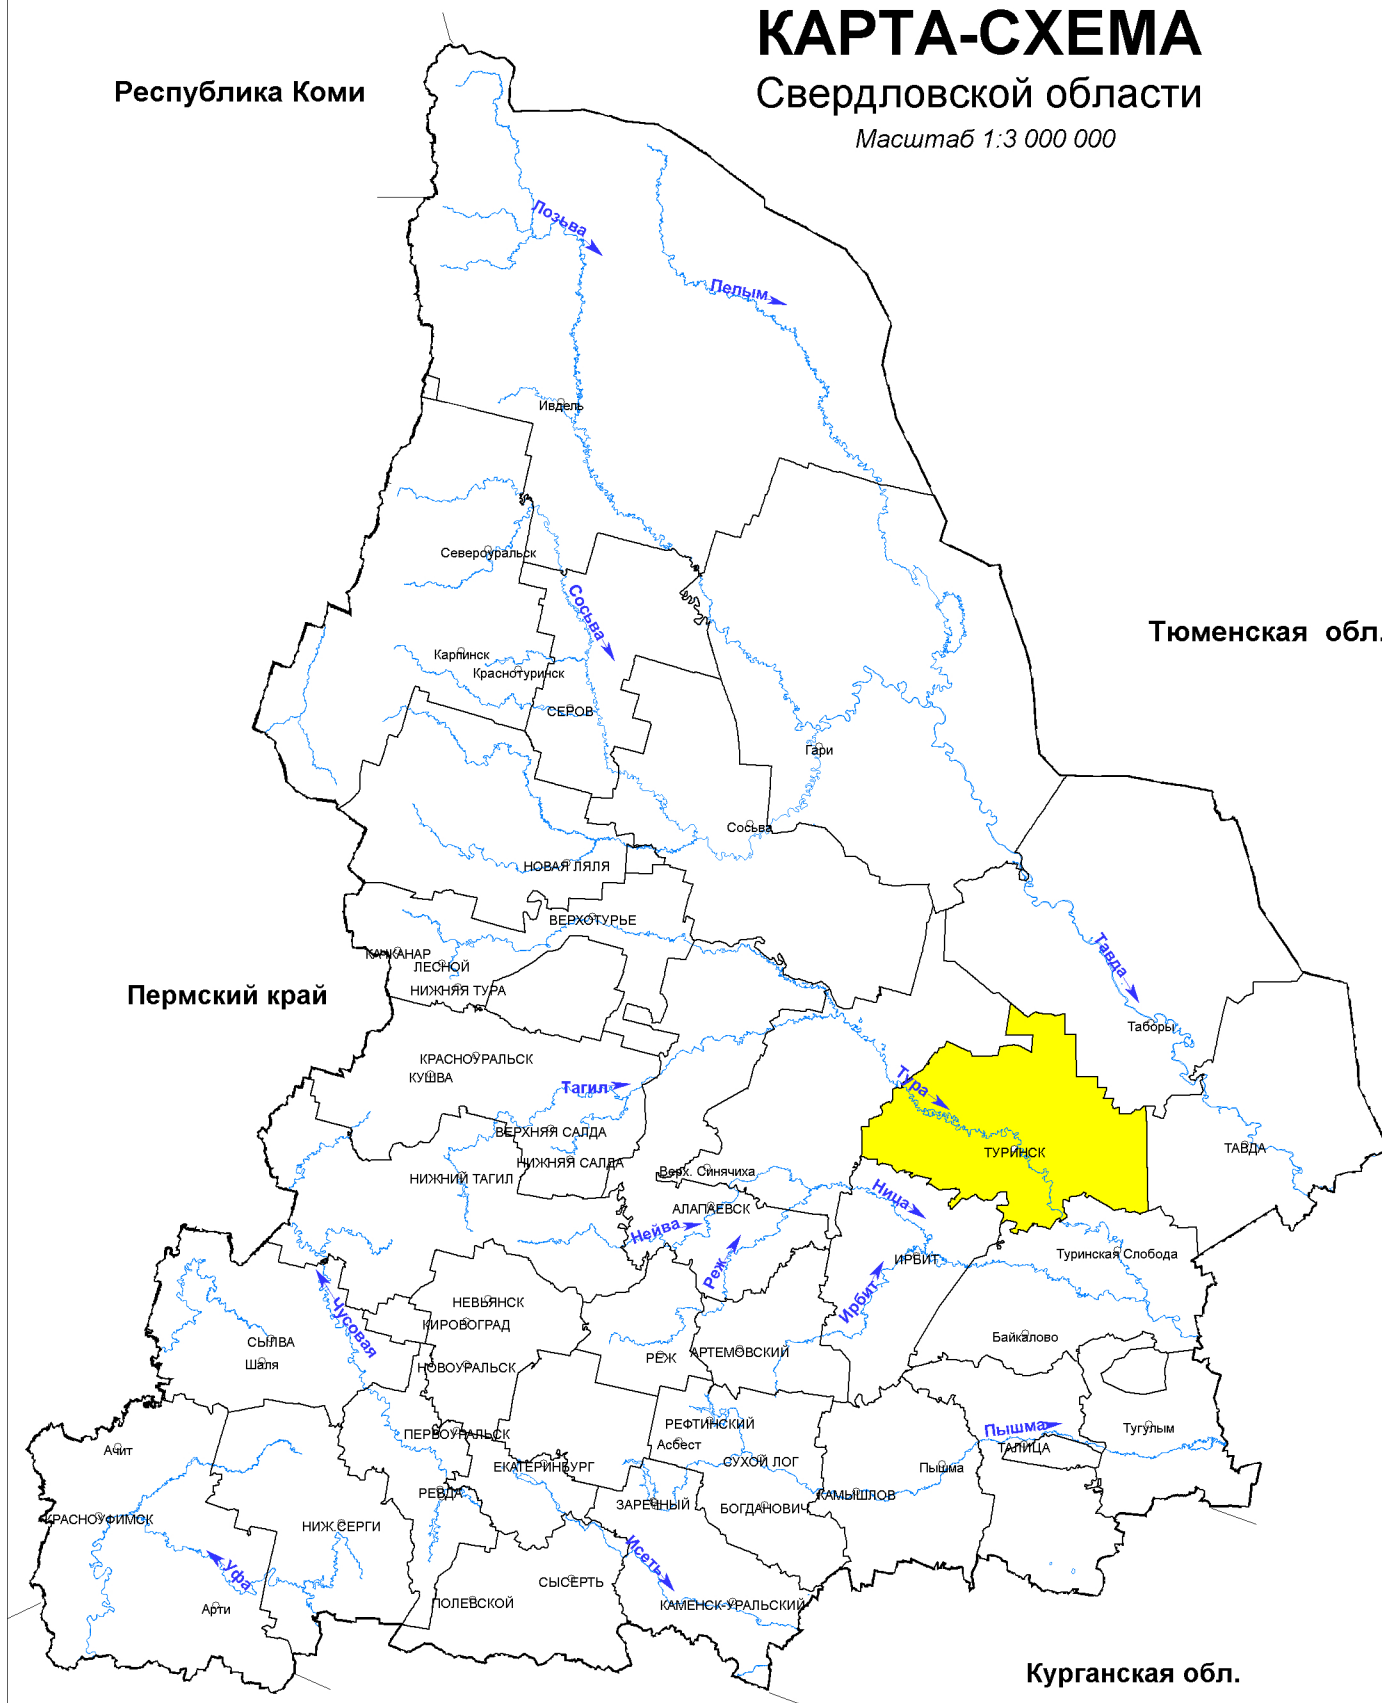 КАРТА-СХЕМА
Свердловской области
Масштаб 1:3 000 000
Республика Коми
Лозьва
Пелым
Ивдель
Североуральск
Сосьва
Тюменская обл.
Карпинск
Краснотуринск
СЕРОВ
Гари
Сосьва
НОВАЯ ЛЯЛЯ
ВЕРХОТУРЬЕ
КАЧКАНАР
ЛЕСНОЙ
НИЖНЯЯ ТУРА
Пермский край
Тавда
Таборы
КРАСНОУРАЛЬСК
КУШВА
Тагил
Тура
ВЕРХНЯЯ САЛДА
НИЖНЯЯ САЛДА
НИЖНИЙ ТАГИЛ
Верх. Синячиха
ТУРИНСК
ТАВДА
АЛАПАЕВСК
Ница
Нейва
Реж
ИРБИТ
Ирбит
Туринская Слобода
НЕВЬЯНСК
КИРОВОГРАД
Чусовая
СЫЛВА
Шаля
НОВОУРАЛЬСК
РЕЖ
АРТЕМОВСКИЙ
Байкалово
Ачит
ПЕРВОУРАЛЬСК
РЕФТИНСКИЙ
Асбест
Пышма
ТАЛИЦА
Тугулым
ЕКАТЕРИНБУРГ
СУХОЙ ЛОГ
Пышма
РЕВДА
ЗАРЕЧНЫЙ
БОГДАНОВИЧ
КАМЫШЛОВ
КРАСНОУФИМСК
НИЖ.СЕРГИ
Уфа
Исеть
Арти
СЫСЕРТЬ
ПОЛЕВСКОЙ
КАМЕНСК-УРАЛЬСКИЙ
Курганская обл.